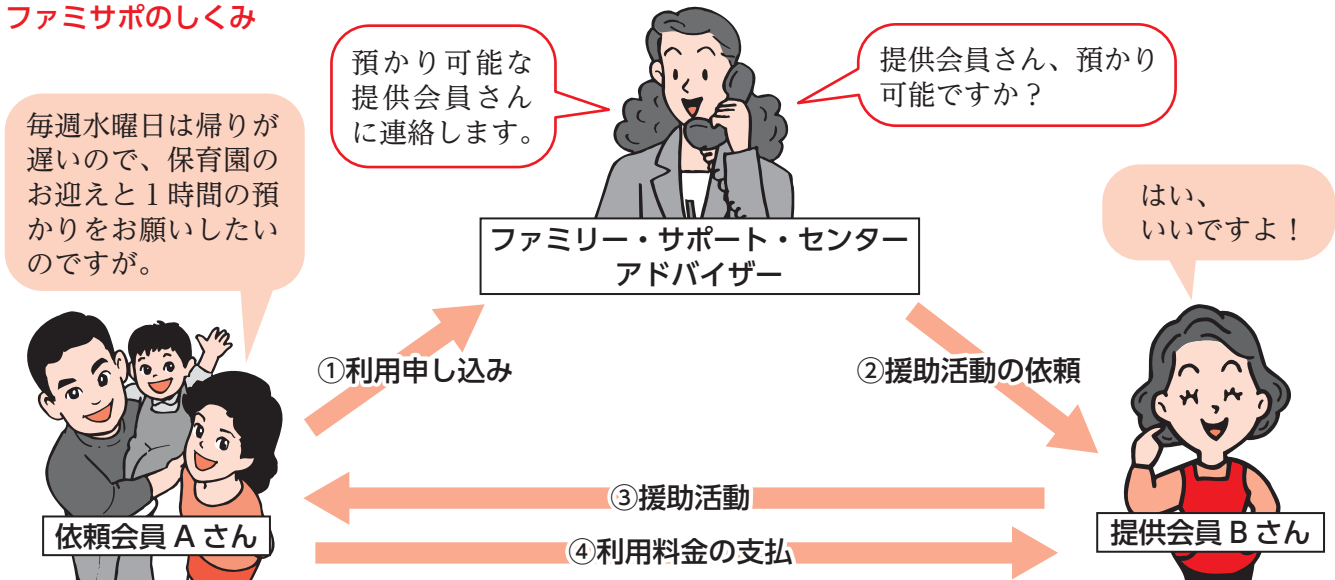 ファミサポのしくみ
預かり可能な
提供会員さん
に連絡します。
提供会員さん、預かり
可能ですか？
毎週水曜日は帰りが
遅いので、保育園の
お迎えと１時間の預
かりをお願いしたい
のですが。
はい、
いいですよ！
ファミリー・サポート・センター
アドバイザー
①利用申し込み
②援助活動の依頼
③援助活動
④利用料金の支払
依頼会員 A さん
提供会員 B さん